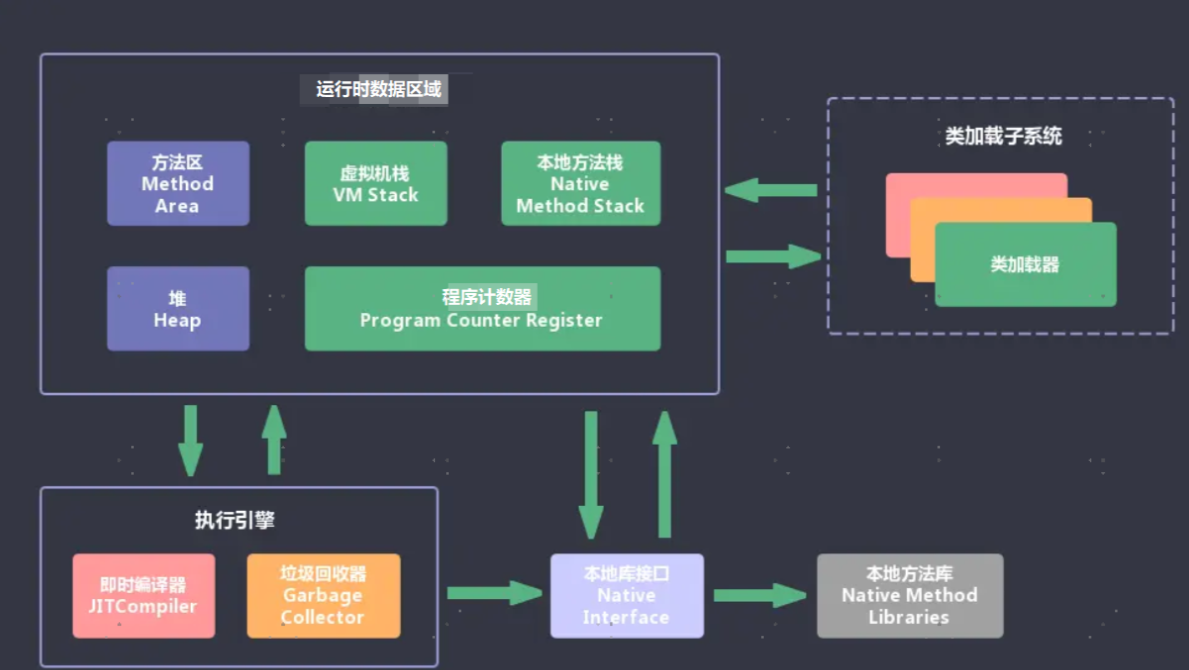 运行时数据区域
方法区
Method
Area
虚拟机栈
VM Stack
本地方法栈
Native
Method Stack
堆
Heap
程序计数器
Program Counter Register
类加载子系统
类加载器
执行引擎
即时编译器
JITCompiler
垃圾回收器
Garbage
Collector
本地库接口
Native
Interface
本地方法库
Native Method
Libraries